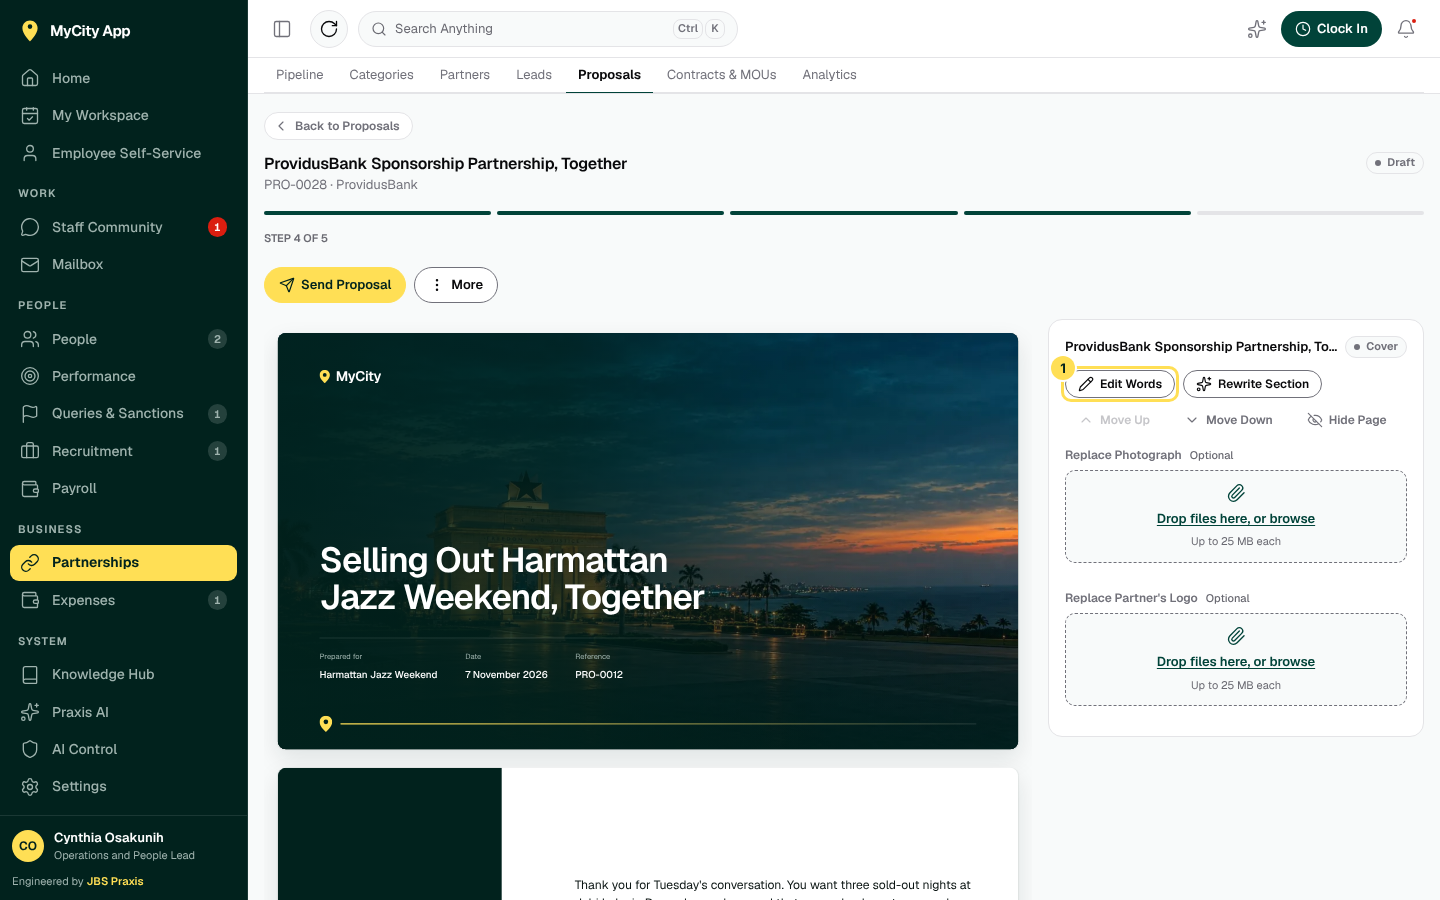 MyCity App
Home
My Workspace
Employee Self-Service
WORK
Staff Community 1
Mailbox
PEOPLE
People 2
Performance
Queries & Sanctions 1
Recruitment 1
Payroll
BUSINESS
Partnerships
Expenses 1
SYSTEM
Knowledge Hub
Praxis AI
AI Control
Settings
CO
Cynthia Osakunih
Operations and People Lead
Engineered by JBS Praxis
Search Anything Ctrl K
Clock In
Pipeline Categories Partners Leads Proposals Contracts & MOUs Analytics
Back to Proposals
ProvidusBank Sponsorship Partnership, Together
Draft
PRO-0028 · ProvidusBank
STEP 4 OF 5
Send Proposal
More
MyCity
Selling Out Harmattan
Jazz Weekend, Together
Prepared for Date Reference
Harmattan Jazz Weekend 7 November 2026 PRO-0012
Thank you for Tuesday's conversation. You want three sold-out nights at
ProvidusBank Sponsorship Partnership, To... Cover
1
Edit Words Rewrite Section
Move Up Move Down Hide Page
Replace Photograph Optional
Drop files here, or browse
Up to 25 MB each
Replace Partner's Logo Optional
Drop files here, or browse
Up to 25 MB each